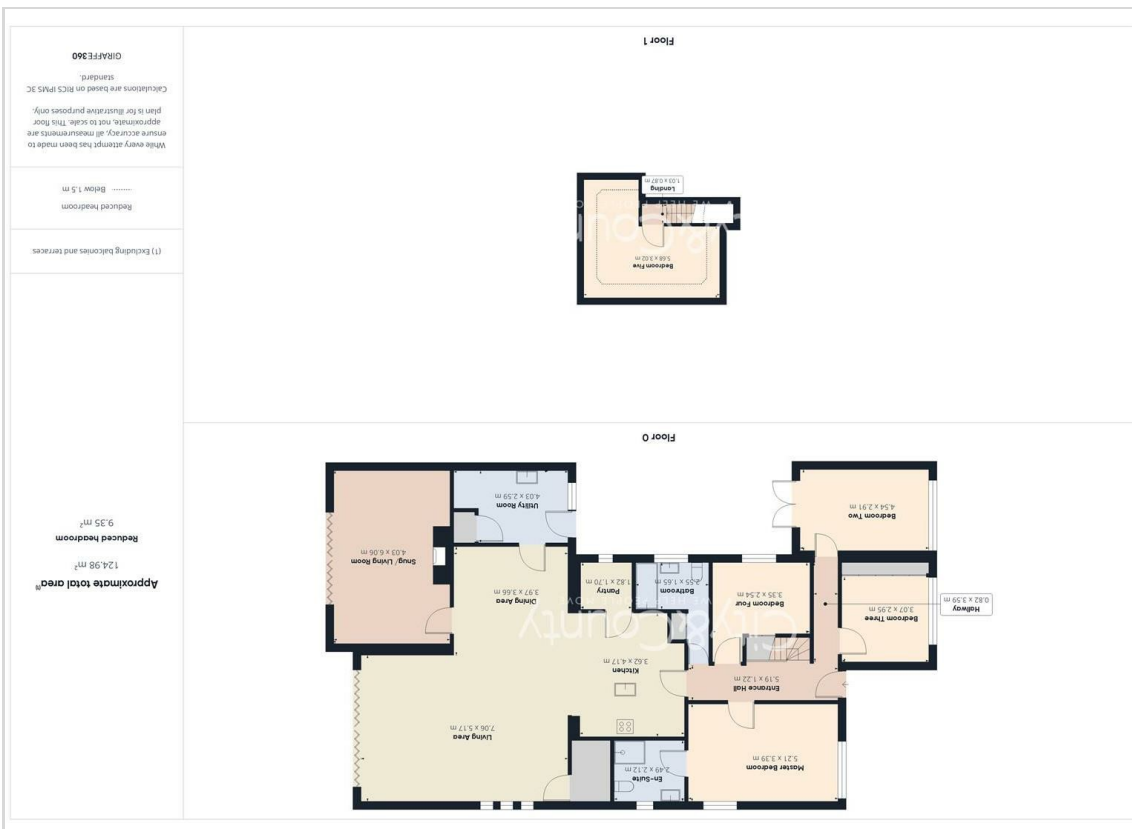 Master Bedroom
5.21 x 3.39 m
En-Suite
2.49 x 2.12 m
Living Area
7.06 x 5.17 m
Entrance Hall
5.19 x 1.22 m
Kitchen
3.62 x 4.17 m
Bedroom Three
3.07 x 2.95 m
Hallway
0.82 x 3.59 m
Bedroom Four
3.35 x 2.54 m
Bathroom
2.55 x 1.65 m
Pantry
1.82 x 1.70 m
Dining Area
3.97 x 3.66 m
Snug/ Living Room
4.03 x 6.06 m
Bedroom Two
4.54 x 2.91 m
Utility Room
4.03 x 2.59 m
City&County
Floor 0
Bedroom Five
5.68 x 3.02 m
Landing
1.03 x 0.87 m
City&County
Floor 1
Approximate total area(1)
124.98 m²
Reduced headroom
9.35 m²
(1) Excluding balconies and terraces
Reduced headroom
Below 1.5 m
While every attempt has been made to
ensure accuracy, all measurements are
approximate, not to scale. This floor
plan is for illustrative purposes only.
Calculations are based on RICS IPMS 3C
standard.
GIRAFFE360